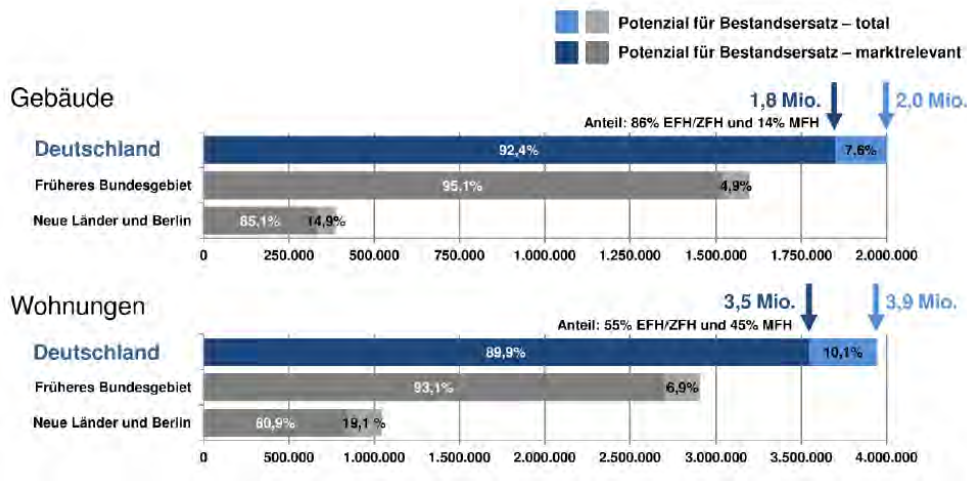 Potenzial für Bestandsersatz – total
Potenzial für Bestandsersatz – marktrelevant
Gebäude
1,8 Mio. 2,0 Mio.
Anteil: 86% EFH/ZFH und 14% MFH
Deutschland 92,4% 7,6%
Früheres Bundesgebiet 95,1% 4,9%
Neue Länder und Berlin 85,1% 14,9%
0 250.000 500.000 750.000 1.000.000 1.250.000 1.500.000 1.750.000 2.000.000
Wohnungen
3,5 Mio. 3,9 Mio.
Anteil: 55% EFH/ZFH und 45% MFH
Deutschland 89,9% 10,1%
Früheres Bundesgebiet 93,1% 6,9%
Neue Länder und Berlin 80,9% 19,1 %
0 500.000 1.000.000 1.500.000 2.000.000 2.500.000 3.000.000 3.500.000 4.000.000